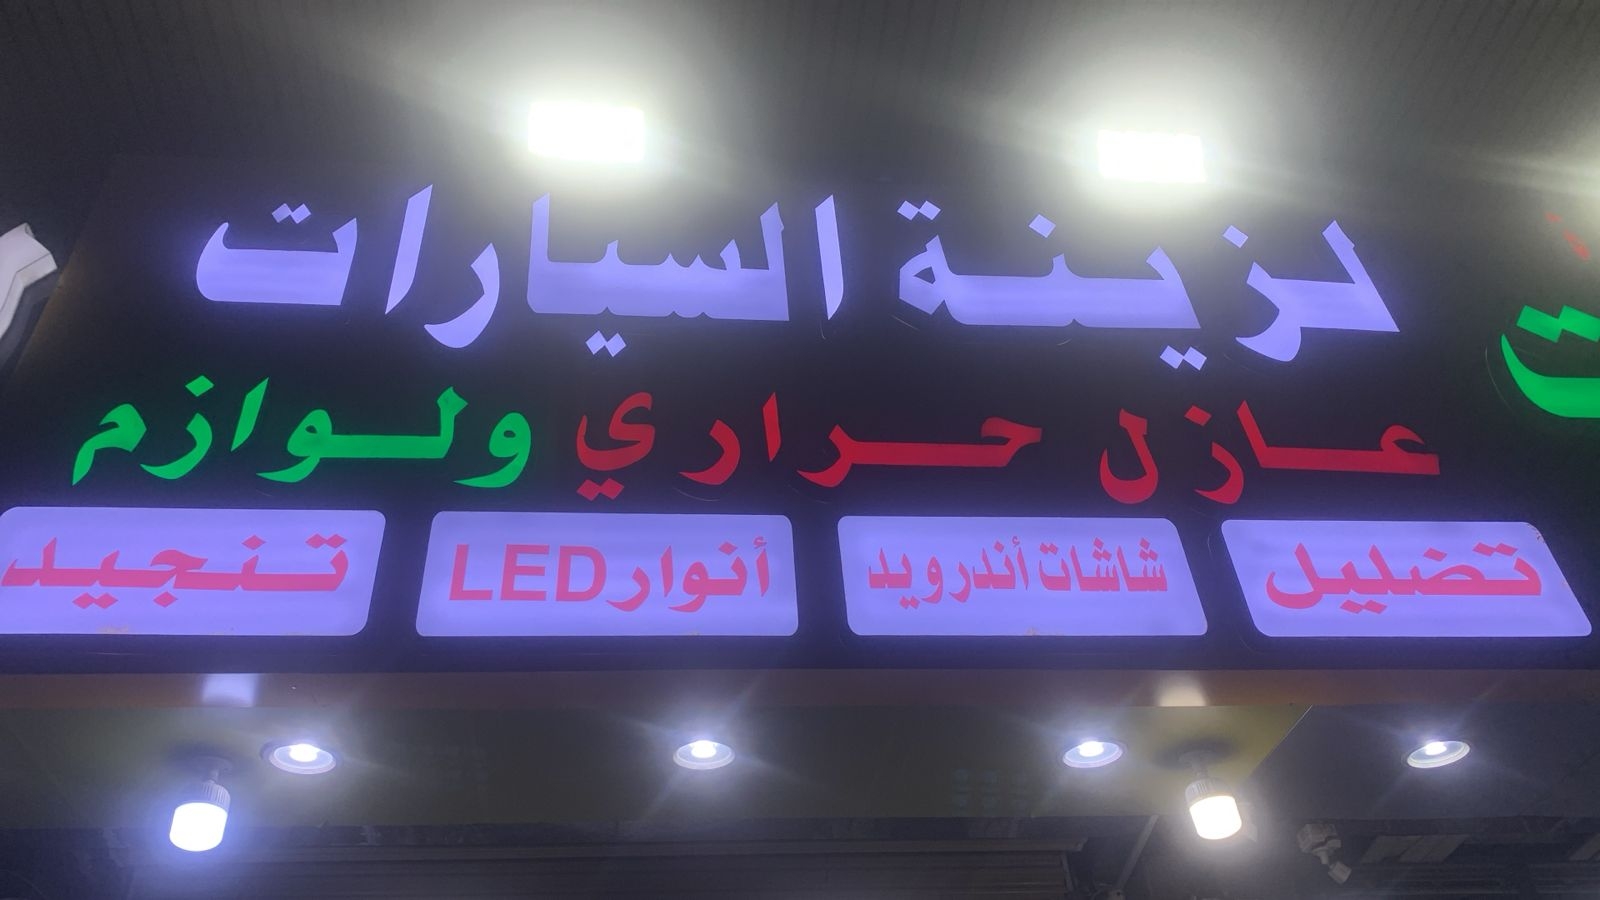 لزينة السيارات
عازل حراري ولوازم
تضليل
شاشات أندرويد
أنوار LED
تنجيد